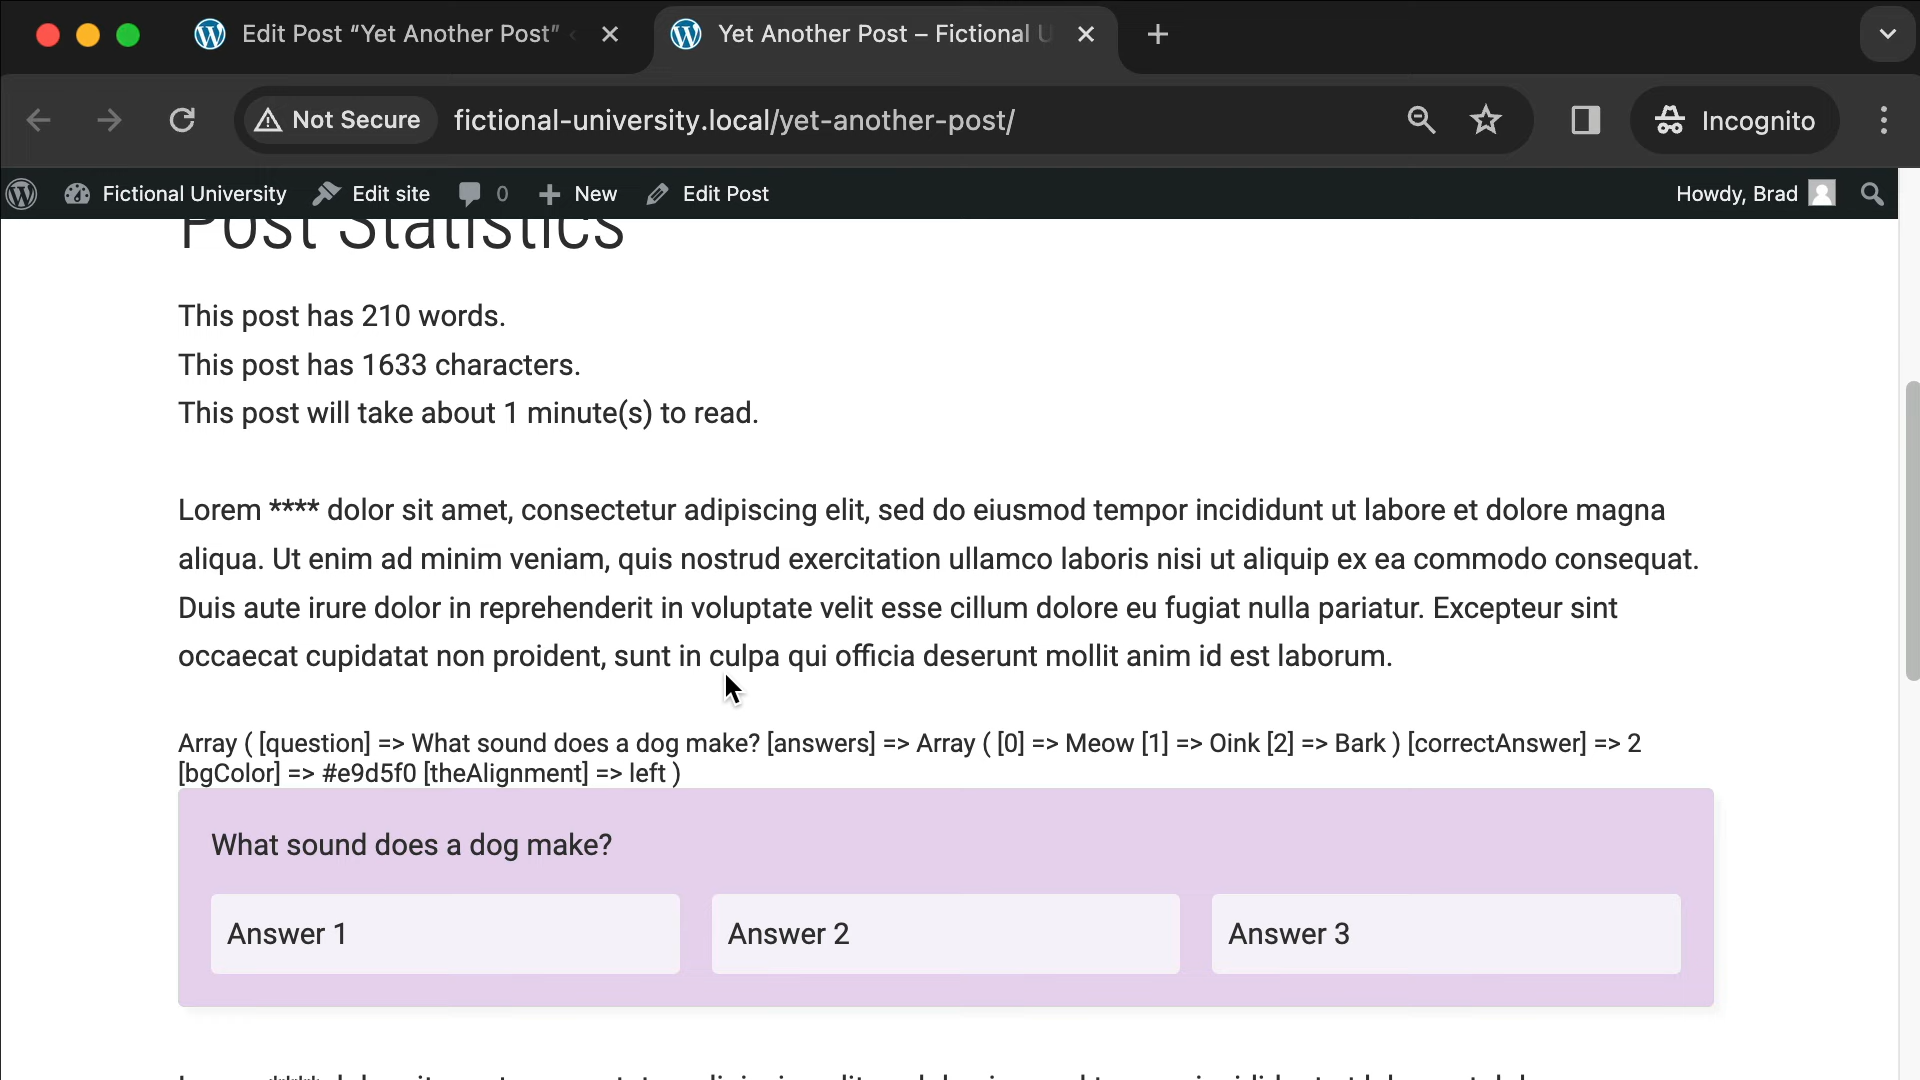 Edit Post “Yet Another Post”
Yet Another Post – Fictional U
Not Secure
fictional-university.local/yet-another-post/
Incognito
Fictional University
Edit site
0
New
Edit Post
Howdy, Brad
Post Statistics
This post has 210 words.
This post has 1633 characters.
This post will take about 1 minute(s) to read.
Lorem **** dolor sit amet, consectetur adipiscing elit, sed do eiusmod tempor incididunt ut labore et dolore magna
aliqua. Ut enim ad minim veniam, quis nostrud exercitation ullamco laboris nisi ut aliquip ex ea commodo consequat.
Duis aute irure dolor in reprehenderit in voluptate velit esse cillum dolore eu fugiat nulla pariatur. Excepteur sint
occaecat cupidatat non proident, sunt in culpa qui officia deserunt mollit anim id est laborum.
Array ( [question] => What sound does a dog make? [answers] => Array ( [0] => Meow [1] => Oink [2] => Bark ) [correctAnswer] => 2
[bgColor] => #e9d5f0 [theAlignment] => left )
What sound does a dog make?
Answer 1
Answer 2
Answer 3